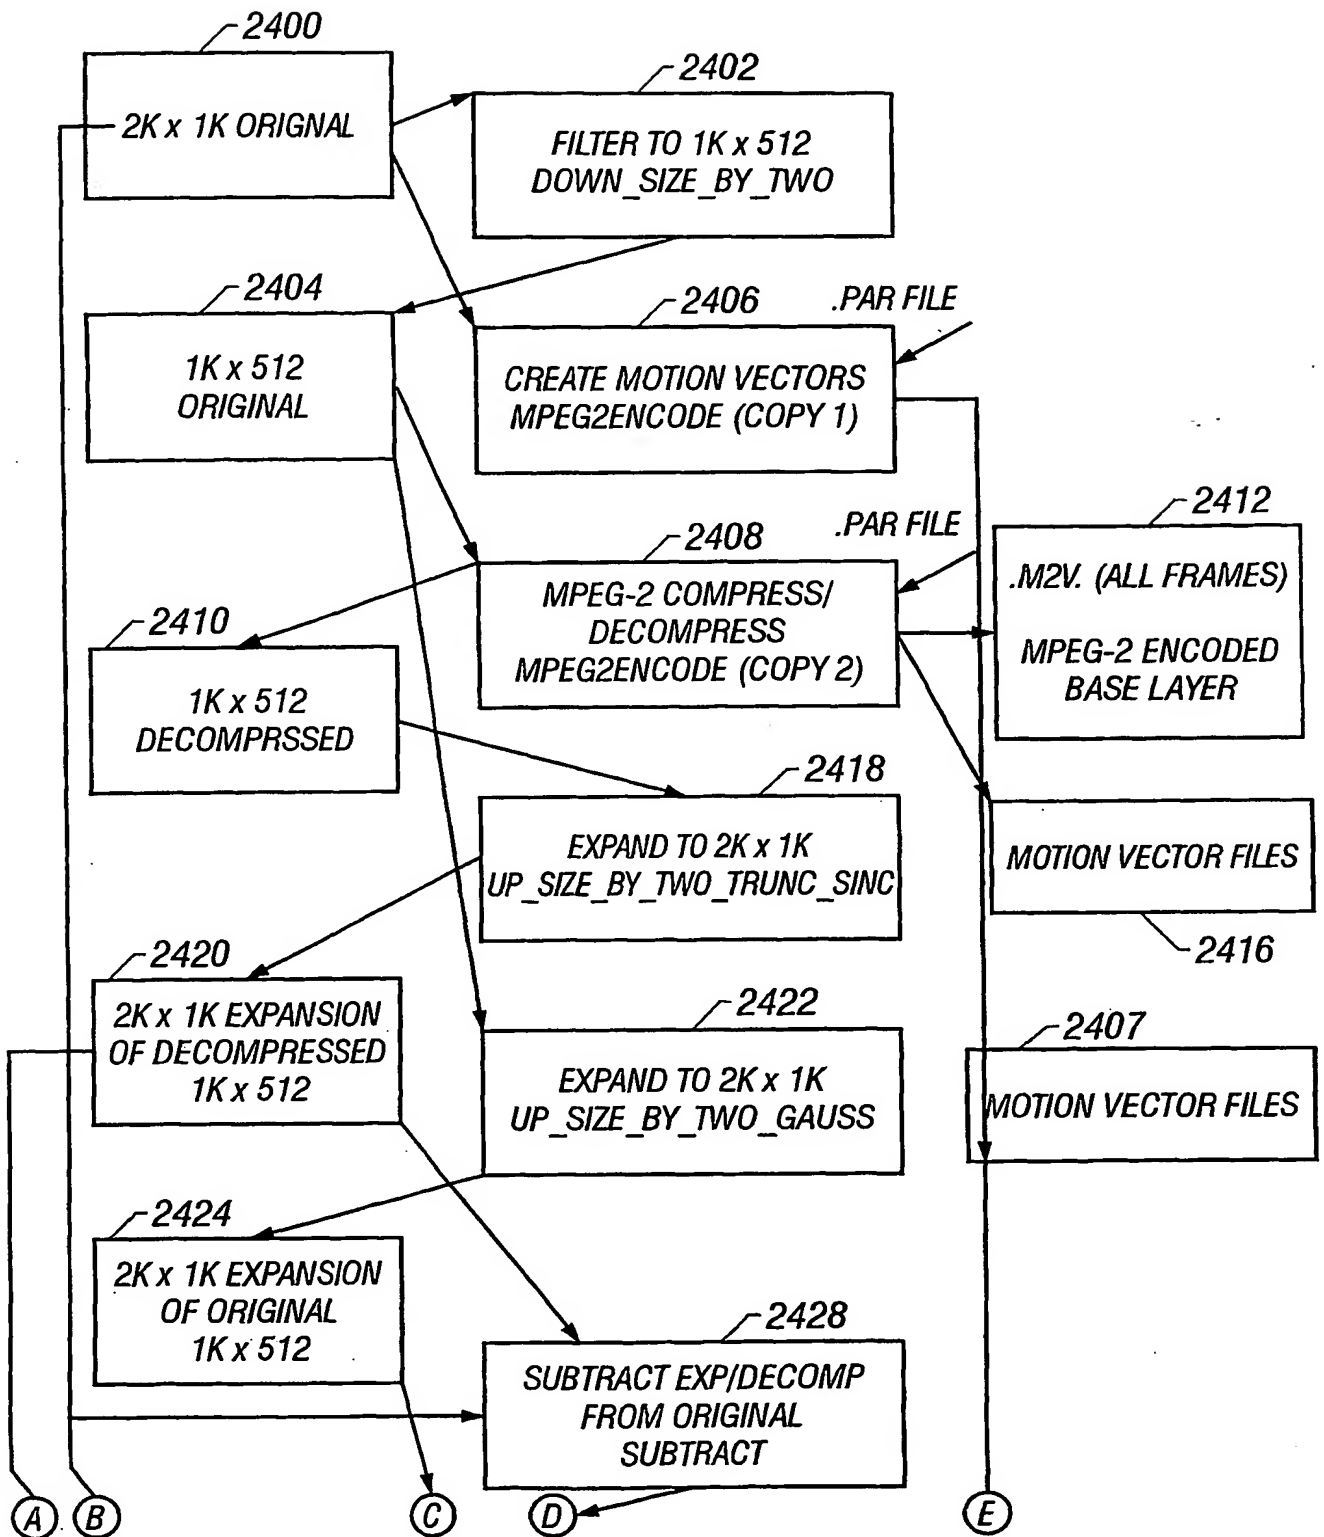 2400
2K x 1K ORIGNAL
2402
FILTER TO 1K x 512
DOWN_SIZE_BY_TWO
2404
1K x 512
ORIGINAL
2406
.PAR FILE
CREATE MOTION VECTORS
MPEG2ENCODE (COPY 1)
2408
.PAR FILE
MPEG-2 COMPRESS/
DECOMPRESS
MPEG2ENCODE (COPY 2)
2412
.M2V. (ALL FRAMES)
MPEG-2 ENCODED
BASE LAYER
2410
1K x 512
DECOMPRSSED
2418
EXPAND TO 2K x 1K
UP_SIZE_BY_TWO_TRUNC_SINC
MOTION VECTOR FILES
2416
2420
2K x 1K EXPANSION
OF DECOMPRESSED
1K x 512
2422
EXPAND TO 2K x 1K
UP_SIZE_BY_TWO_GAUSS
2407
MOTION VECTOR FILES
2424
2K x 1K EXPANSION
OF ORIGINAL
1K x 512
2428
SUBTRACT EXP/DECOMP
FROM ORIGINAL
SUBTRACT
A
B
C
D
E